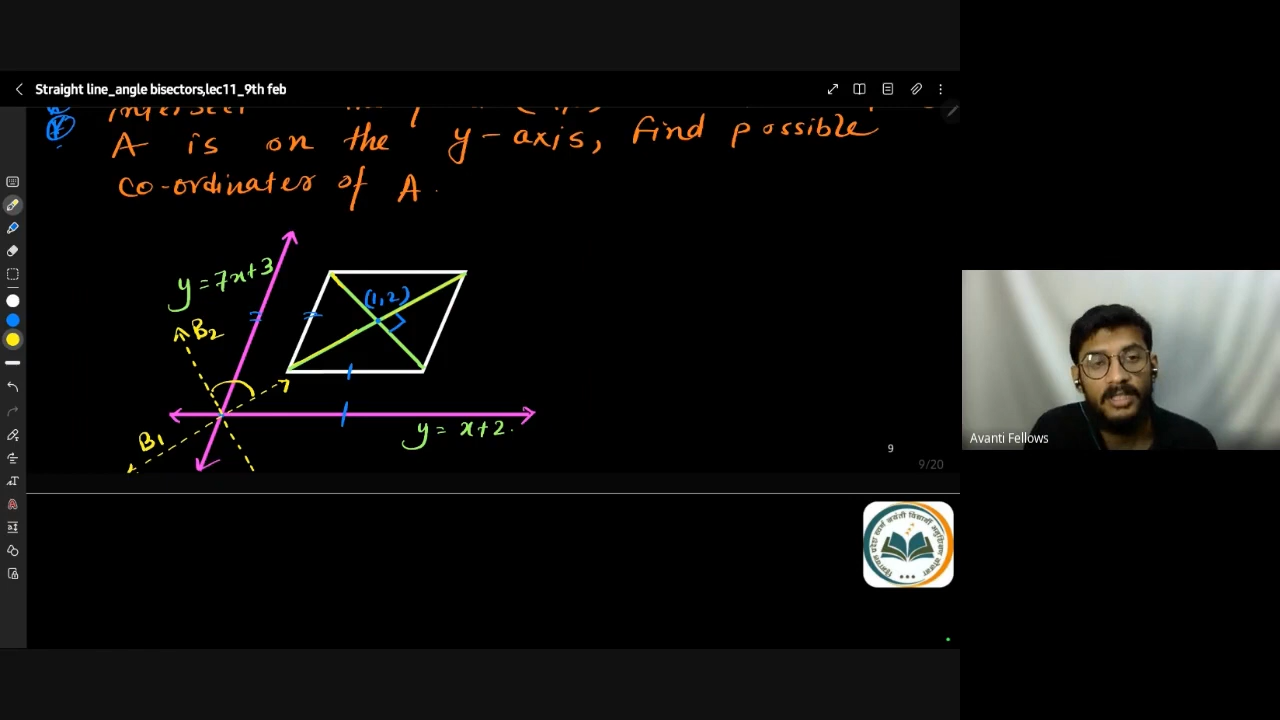 Straight line_angle bisectors,lec11_9th feb
A is on the y-axis, Find possible
co-ordinates of A.
y = 7x+3
(1,2)
B2
B1
y = x+2.
Avanti Fellows
9
9/20